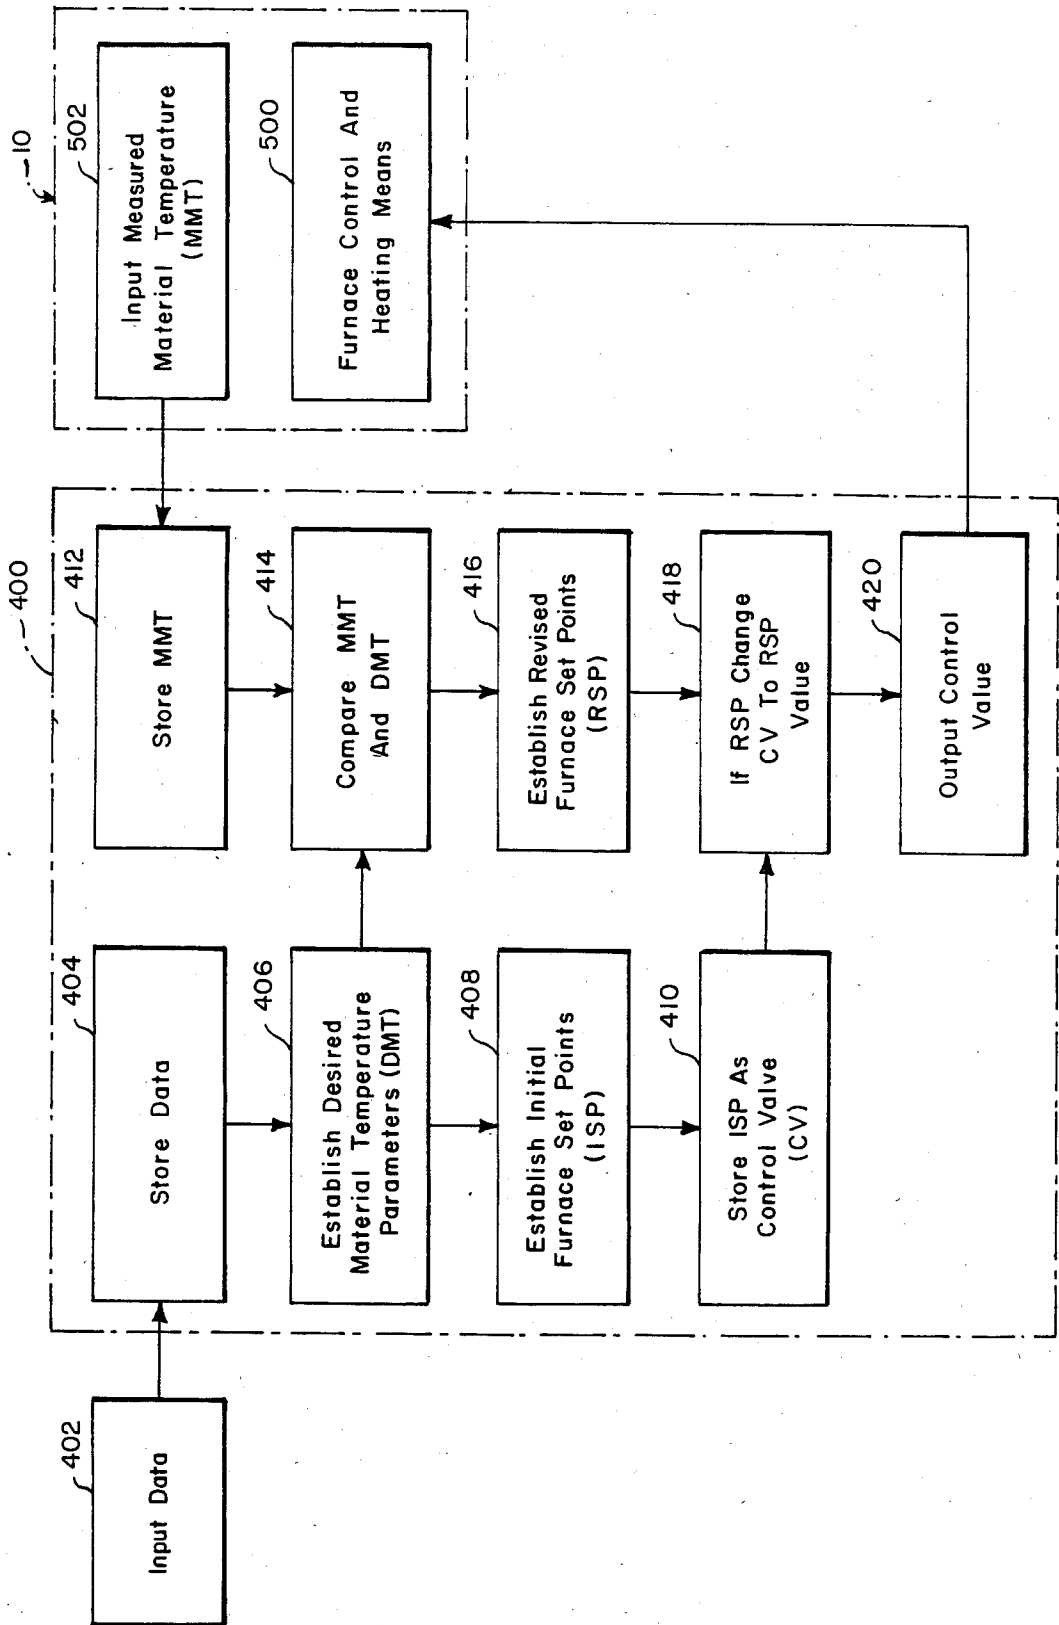 402
Input Data
400
404
Store Data
406
Establish Desired
Material Temperature
Parameters (DMT)
408
Establish Initial
Furnace Set Points
(ISP)
410
Store ISP As
Control Valve
(CV)
412
Store MMT
414
Compare MMT
And DMT
416
Establish Revised
Furnace Set Points
(RSP)
418
If RSP Change
CV To RSP
Value
420
Output Control
Value
10
502
Input Measured
Material Temperature
(MMT)
500
Furnace Control And
Heating Means